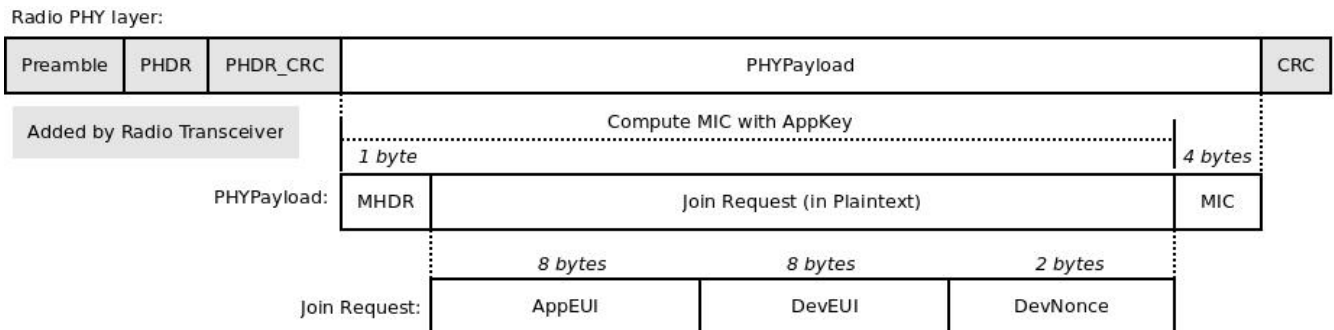 Radio PHY layer:
Preamble PHDR PHDR_CRC PHYPayload CRC
Added by Radio Transceiver
Compute MIC with AppKey
1 byte 4 bytes
PHYPayload: MHDR Join Request (in Plaintext) MIC
8 bytes 8 bytes 2 bytes
Join Request: AppEUI DevEUI DevNonce